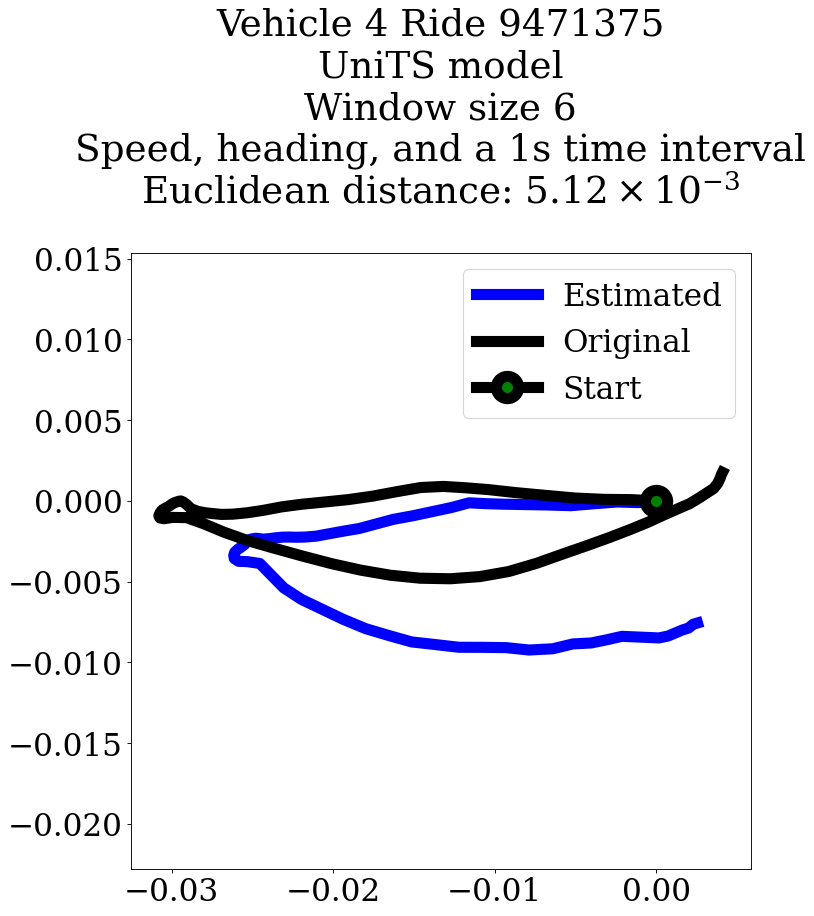 Vehicle 4 Ride 9471375
UniTS model
Window size 6
Speed, heading, and a 1s time interval
Euclidean distance: 5.12 × 10⁻³
0.015
0.010
0.005
0.000
−0.005
−0.010
−0.015
−0.020
Estimated
Original
Start
−0.03
−0.02
−0.01
0.00